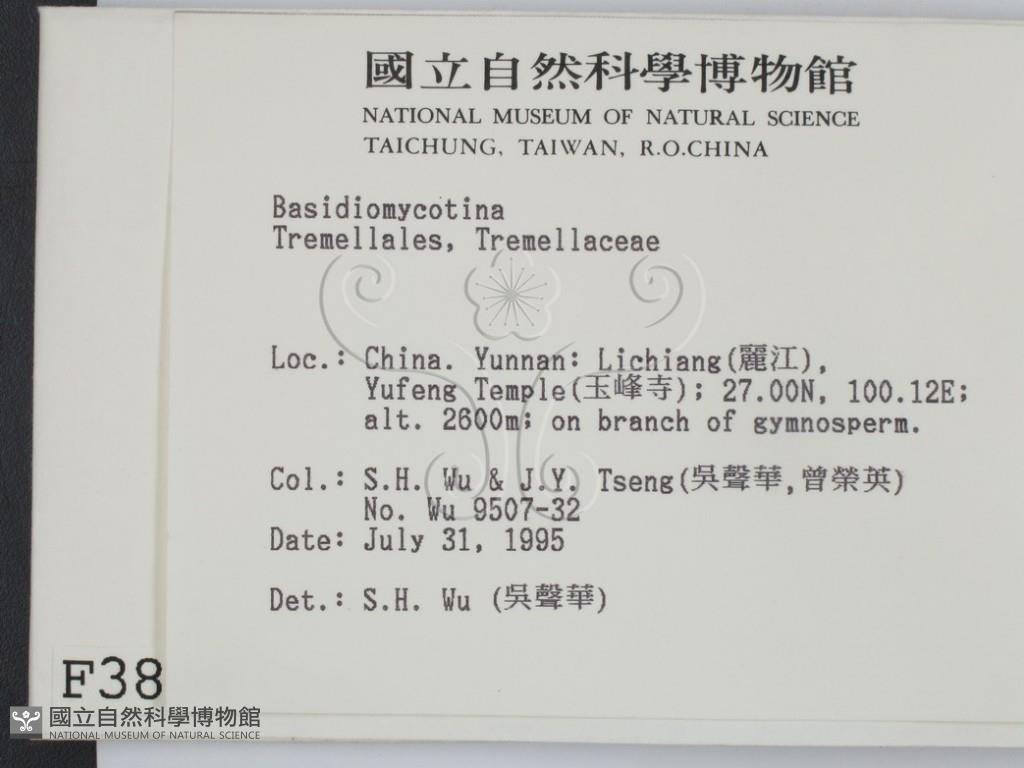 國立自然科學博物館
NATIONAL MUSEUM OF NATURAL SCIENCE
TAICHUNG, TAIWAN, R.O.CHINA
Basidiomycotina
Tremellales, Tremellaceae
Loc.: China. Yunnan: Lichiang(麗江),
Yufeng Temple(玉峰寺); 27.00N, 100.12E;
alt. 2600m; on branch of gymnosperm.
Col.: S.H. Wu & J.Y. Tseng(吳聲華,曾榮英)
No. Wu 9507-32
Date: July 31, 1995
Det.: S.H. Wu (吳聲華)
F38
國立自然科學博物館
NATIONAL MUSEUM OF NATURAL SCIENCE